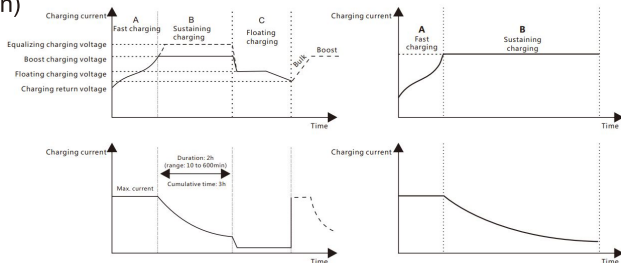 n)
Charging current
A
Fast charging
B
Sustaining
charging
C
Floating
charging
Equalizing charging voltage
Boost charging voltage
Floating charging voltage
Charging return voltage
Bulk
Boost
Time
Charging current
A
Fast
charging
B
Sustaining
charging
Time
Charging current
Duration: 2h
(range: 10 to 600min)
Cumulative time: 3h
Max. current
Time
Charging current
Time